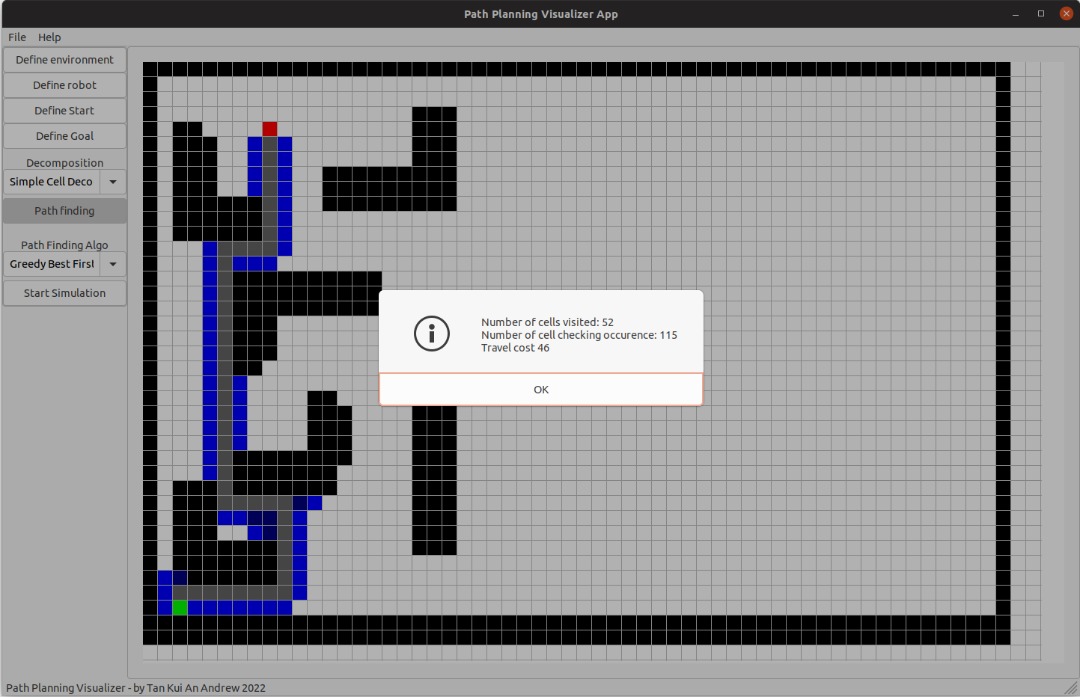 Path Planning Visualizer App
File Help
Define environment
Define robot
Define Start
Define Goal
Decomposition
Simple Cell Deco
Path finding
Path Finding Algo
Greedy Best First
Start Simulation
Number of cells visited: 52
Number of cell checking occurence: 115
Travel cost 46
OK
Path Planning Visualizer - by Tan Kui An Andrew 2022